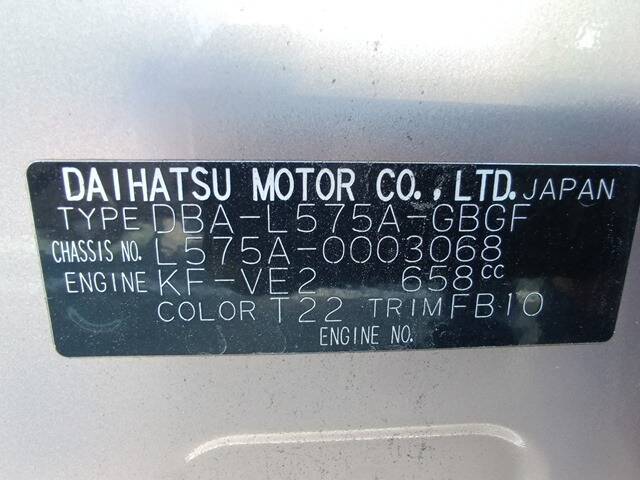 DAIHATSU MOTOR CO., LTD. JAPAN
TYPE DBA-L575A-GBGF
CHASSIS NO. L575A-0003068
ENGINE KF-VE2 658CC
COLOR T22 TRIM FB10
ENGINE NO.